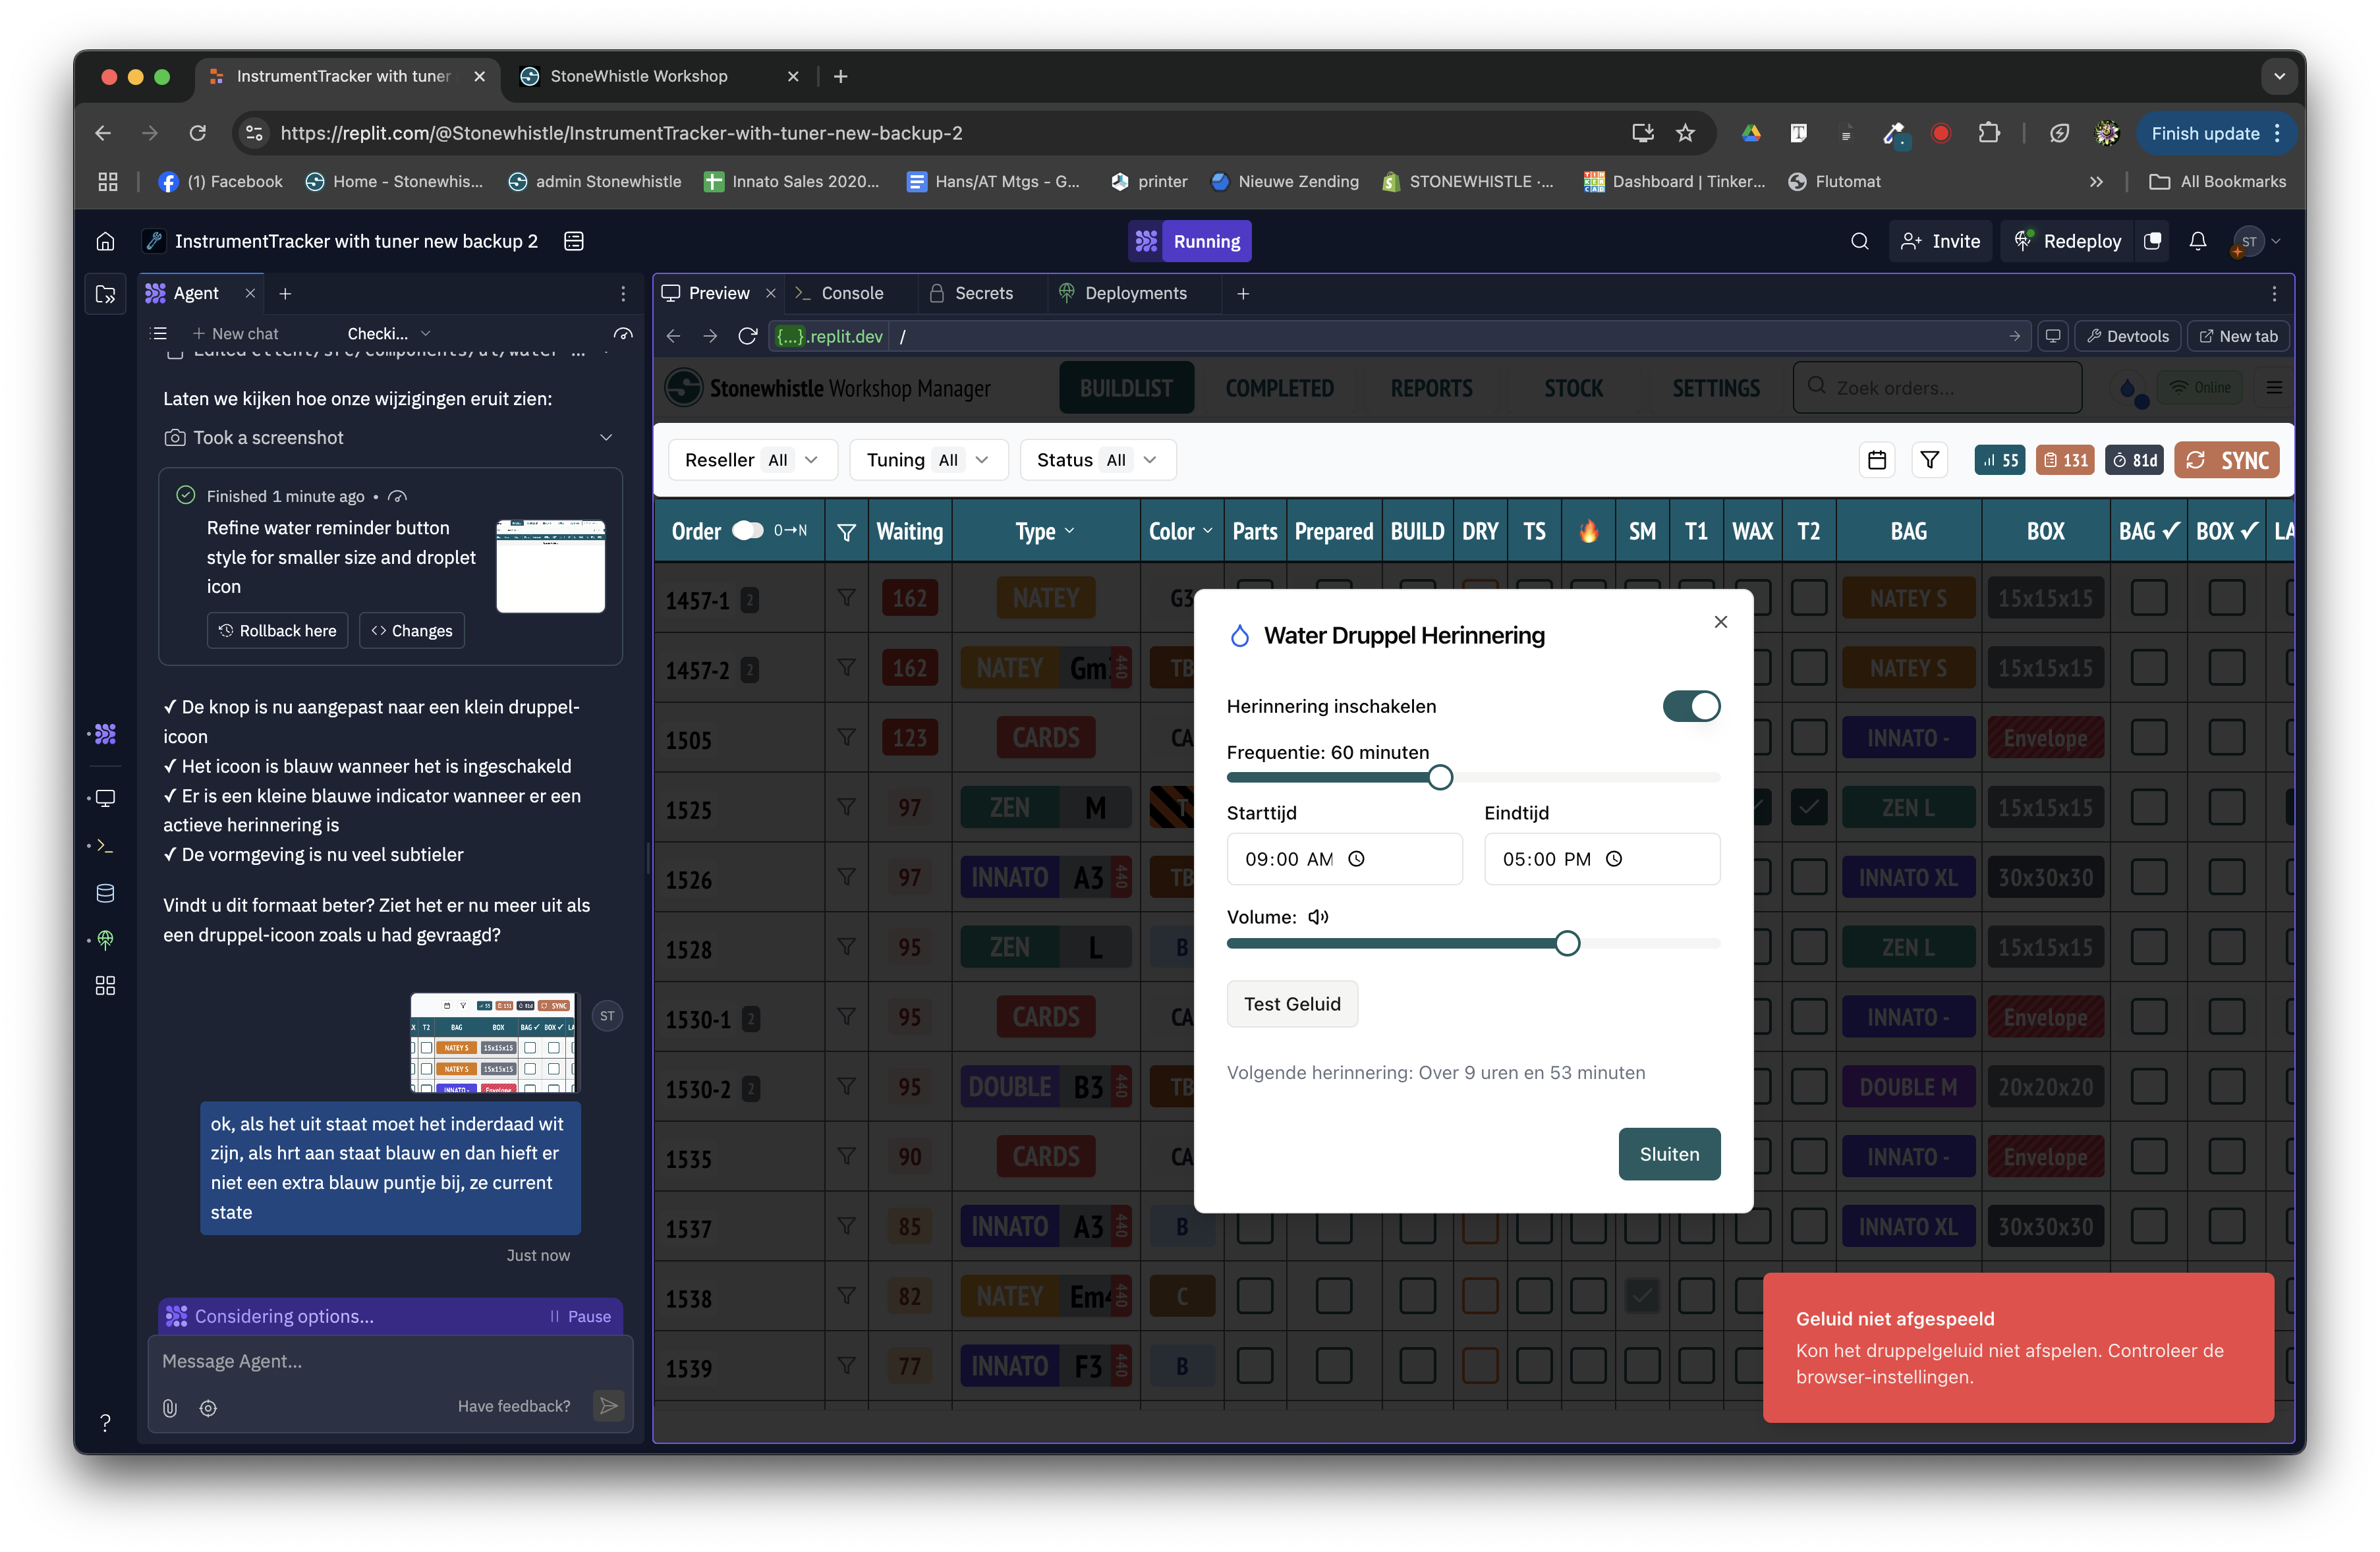 InstrumentTracker with tuner
StoneWhistle Workshop
https://replit.com/@Stonewhistle/InstrumentTracker-with-tuner-new-backup-2
Finish update
(1) Facebook
Home - Stonewhis...
admin Stonewhistle
Innato Sales 2020...
Hans/AT Mtgs - G...
printer
Nieuwe Zending
STONEWHISTLE ·...
Dashboard | Tinker...
Flutomat
All Bookmarks
InstrumentTracker with tuner new backup 2
Running
Invite
Redeploy
ST
Agent
New chat
Checki...
Laten we kijken hoe onze wijzigingen eruit zien:
Took a screenshot
Finished 1 minute ago •
Refine water reminder button
style for smaller size and droplet
icon
Rollback here
Changes
✓ De knop is nu aangepast naar een klein druppel-
icoon
✓ Het icoon is blauw wanneer het is ingeschakeld
✓ Er is een kleine blauwe indicator wanneer er een
actieve herinnering is
✓ De vormgeving is nu veel subtieler
Vindt u dit formaat beter? Ziet het er nu meer uit als
een druppel-icoon zoals u had gevraagd?
ST
ok, als het uit staat moet het inderdaad wit
zijn, als hrt aan staat blauw en dan hieft er
niet een extra blauw puntje bij, ze current
state
Just now
Considering options...
Pause
Message Agent...
Have feedback?
Preview
Console
Secrets
Deployments
{...}.replit.dev /
Devtools
New tab
Stonewhistle Workshop Manager
BUILDLIST
COMPLETED
REPORTS
STOCK
SETTINGS
Zoek orders...
Online
Reseller All
Tuning All
Status All
55
131
81d
SYNC
Order O→N Waiting Type Color Parts Prepared BUILD DRY TS 🔥 SM T1 WAX T2 BAG BOX BAG ✓ BOX ✓ LA
1457-1 2 162 NATEY G3 NATEY S 15x15x15
1457-2 2 162 NATEY Gm 440 TB NATEY S 15x15x15
1505 123 CARDS CA INNATO - Envelope
1525 97 ZEN M T ZEN L 15x15x15
1526 97 INNATO A3 440 TB INNATO XL 30x30x30
1528 95 ZEN L B ZEN L 15x15x15
1530-1 2 95 CARDS CA INNATO - Envelope
1530-2 2 95 DOUBLE B3 440 TB DOUBLE M 20x20x20
1535 90 CARDS CA INNATO - Envelope
1537 85 INNATO A3 440 B INNATO XL 30x30x30
1538 82 NATEY Em4 440 C
1539 77 INNATO F3 440 B
Water Druppel Herinnering
Herinnering inschakelen
Frequentie: 60 minuten
Starttijd
Eindtijd
09:00 AM
05:00 PM
Volume:
Test Geluid
Volgende herinnering: Over 9 uren en 53 minuten
Sluiten
Geluid niet afgespeeld
Kon het druppelgeluid niet afspelen. Controleer de
browser-instellingen.